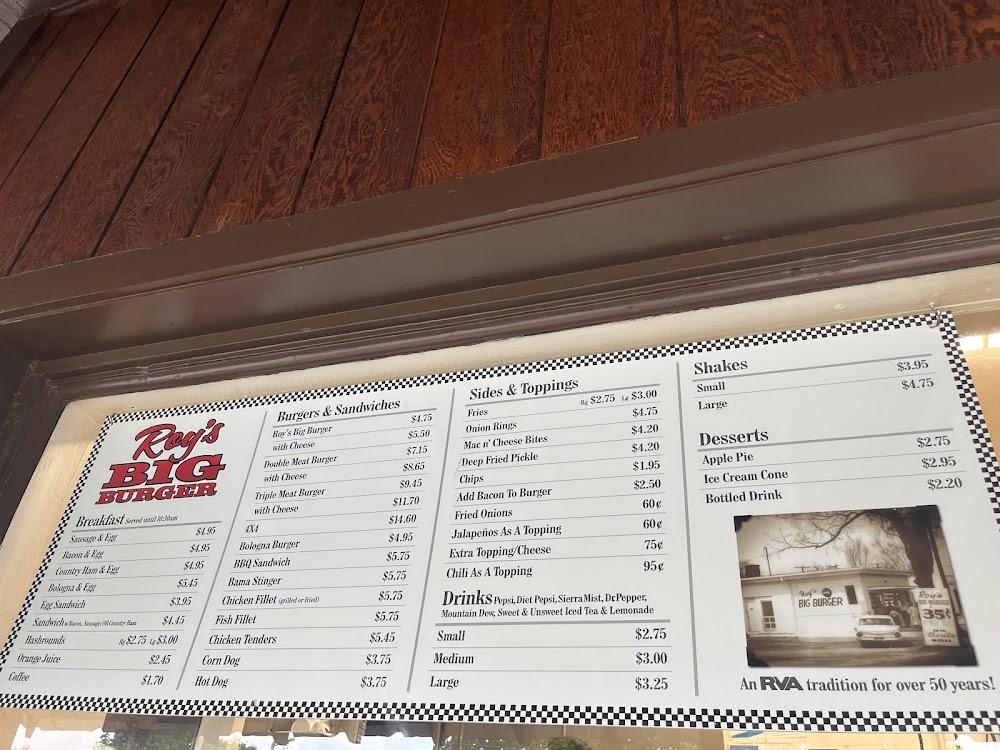 Roy's
BIG
BURGER
Breakfast Served until 10:30am
Sausage & Egg $4.95
Bacon & Egg $4.95
Country Ham & Egg $4.95
Bologna & Egg $5.45
Egg Sandwich $3.95
Sandwich w/Bacon, Sausage, OR Country Ham $4.45
Hashrounds Rg $2.75 Lg $3.00
Orange Juice $2.45
Coffee $1.70
Burgers & Sandwiches
Roy's Big Burger $4.75
with Cheese $5.50
Double Meat Burger $7.15
with Cheese $8.65
Triple Meat Burger $9.45
with Cheese $11.70
4X4 $14.60
Bologna Burger $4.95
BBQ Sandwich $5.75
Bama Stinger $5.75
Chicken Fillet (grilled or fried) $5.75
Fish Fillet $5.75
Chicken Tenders $5.45
Corn Dog $3.75
Hot Dog $3.75
Sides & Toppings
Fries Rg $2.75 Lg $3.00
Onion Rings $4.75
Mac n' Cheese Bites $4.20
Deep Fried Pickle $4.20
Chips $1.95
Add Bacon To Burger $2.50
Fried Onions 60¢
Jalapeños As A Topping 60¢
Extra Topping/Cheese 75¢
Chili As A Topping 95¢
Drinks Pepsi, Diet Pepsi, Sierra Mist, Dr. Pepper,
Mountain Dew, Sweet & Unsweet Iced Tea & Lemonade
Small $2.75
Medium $3.00
Large $3.25
Shakes
Small $3.95
Large $4.75
Desserts
Apple Pie $2.75
Ice Cream Cone $2.95
Bottled Drink $2.20
Roy's
BIG BURGER
Roy's
BIG BURGER
35¢
An RVA tradition for over 50 years!